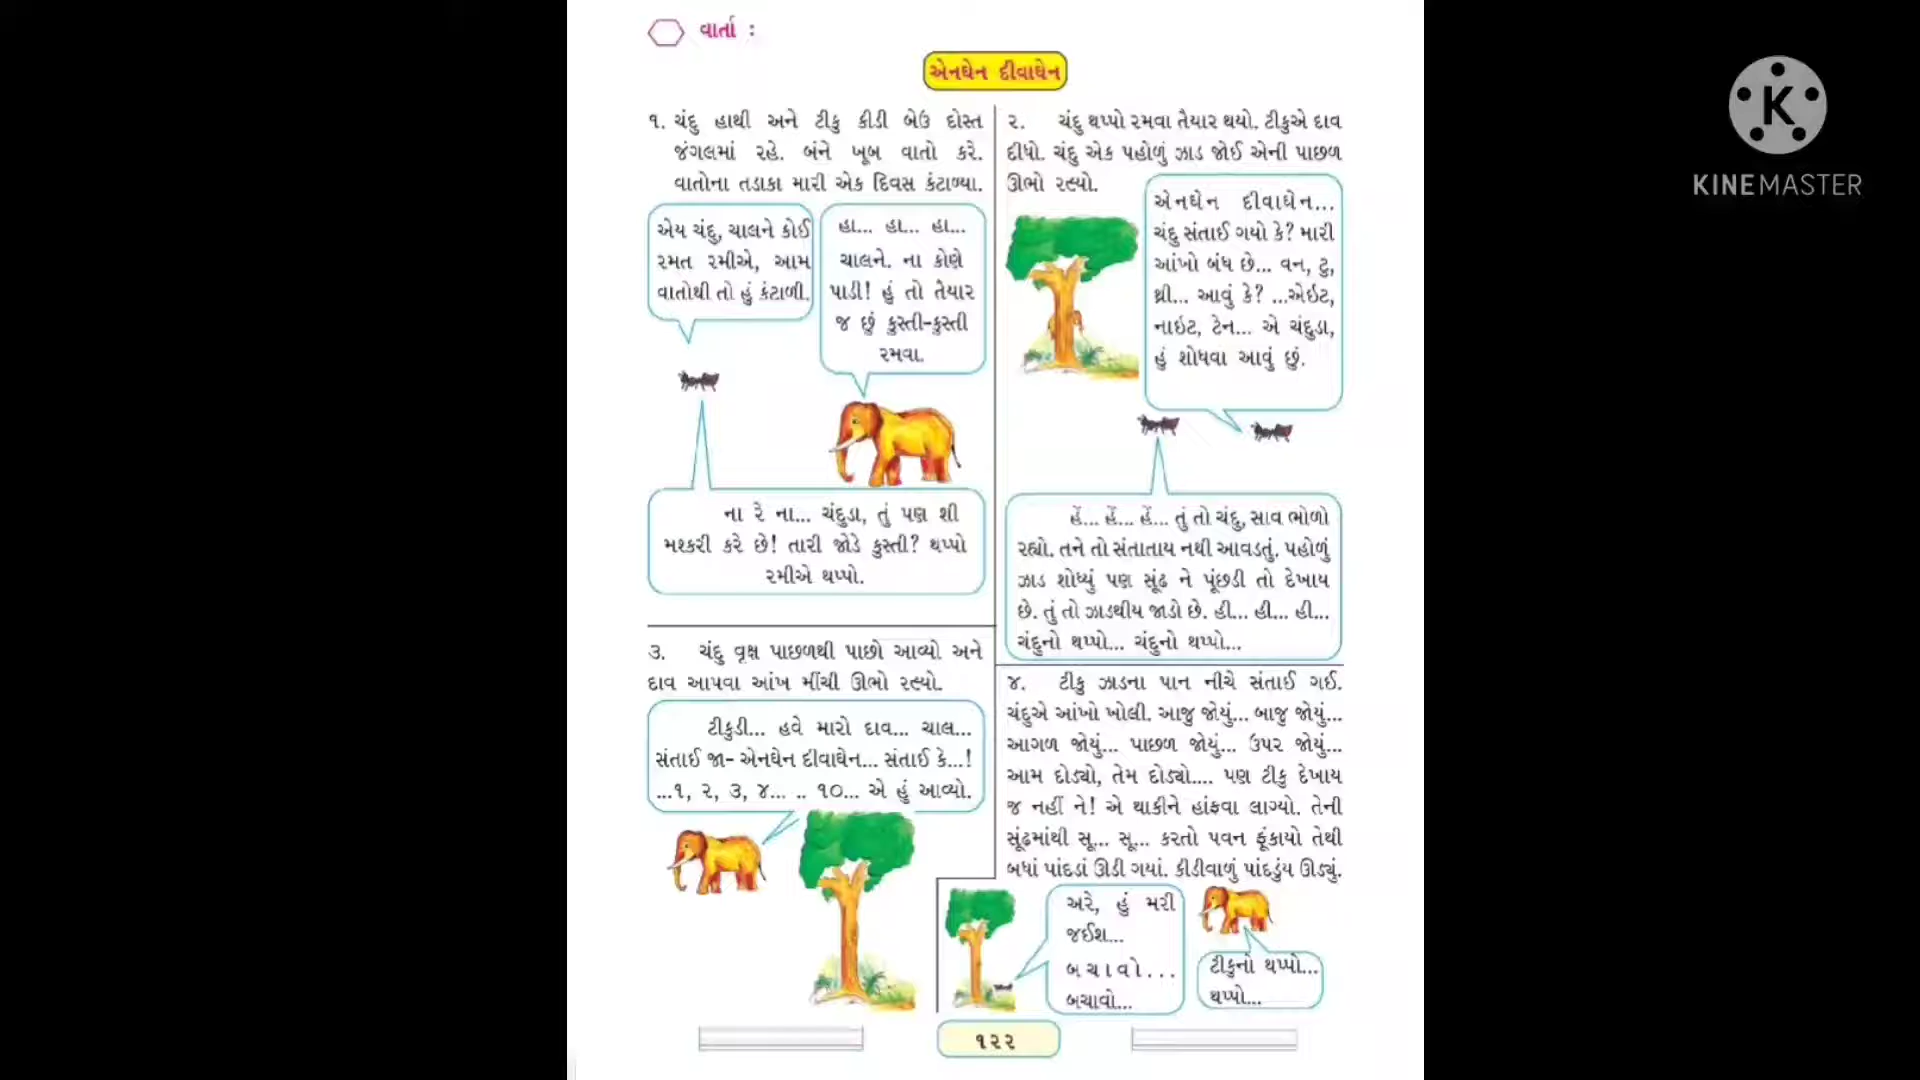 વાર્તા :
એનઘેન દીવાઘેન
૧. ચંદુ હાથી અને ટીકુ કીડી બેઉ દોસ્ત
જંગલમાં રહે. બંને ખૂબ વાતો કરે.
વાતોના તડાકા મારી એક દિવસ કંટાળ્યા.
એય ચંદુ, ચાલને કોઈ
રમત રમીએ, આમ
વાતોથી તો હું કંટાળી.
હા... હા... હા...
ચાલને. ના કોણે
પાડી! હું તો તૈયાર
જ છું કુસ્તી-કુસ્તી
રમવા.
ના રે ના... ચંદુડા, તું પણ શી
મશ્કરી કરે છે! તારી જોડે કુસ્તી? થપ્પો
રમીએ થપ્પો.
૨. ચંદુ થપ્પો રમવા તૈયાર થયો. ટીકુએ દાવ
દીધો. ચંદુ એક પહોળું ઝાડ જોઈ એની પાછળ
ઊભો રહ્યો.
એનઘેન દીવાઘેન...
ચંદુ સંતાઈ ગયો કે? મારી
આંખો બંધ છે... વન, ટુ,
થ્રી... આવું કે? ...એઇટ,
નાઇટ, ટેન... એ ચંદુડા,
હું શોધવા આવું છું.
હેં... હેં... હેં... તું તો ચંદુ, સાવ ભોળો
રહ્યો. તને તો સંતાતાય નથી આવડતું. પહોળું
ઝાડ શોધ્યું પણ સૂંઢ ને પૂંછડી તો દેખાય
છે. તું તો ઝાડથીય જાડો છે. હી... હી... હી...
ચંદુનો થપ્પો... ચંદુનો થપ્પો...
૩. ચંદુ વૃક્ષ પાછળથી પાછો આવ્યો અને
દાવ આપવા આંખ મીંચી ઊભો રહ્યો.
ટીકુડી... હવે મારો દાવ... ચાલ...
સંતાઈ જા- એનઘેન દીવાઘેન... સંતાઈ કે...!
...૧, ૨, ૩, ૪... .. ૧૦... એ હું આવ્યો.
૪. ટીકુ ઝાડના પાન નીચે સંતાઈ ગઈ.
ચંદુએ આંખો ખોલી. આજુ જોયું... બાજુ જોયું...
આગળ જોયું... પાછળ જોયું... ઉપર જોયું...
આમ દોડ્યો, તેમ દોડ્યો.... પણ ટીકુ દેખાય
જ નહીં ને! એ થાકીને હાંફવા લાગ્યો. તેની
સૂંઢમાંથી સૂ... સૂ... કરતો પવન ફૂંકાયો તેથી
બધાં પાંદડાં ઊડી ગયાં. કીડીવાળું પાંદડુંય ઊડ્યું.
અરે, હું મરી
જઈશ...
બચાવો...
બચાવો...
ટીકુનો થપ્પો...
થપ્પો...
૧૨૨
K
KINEMASTER